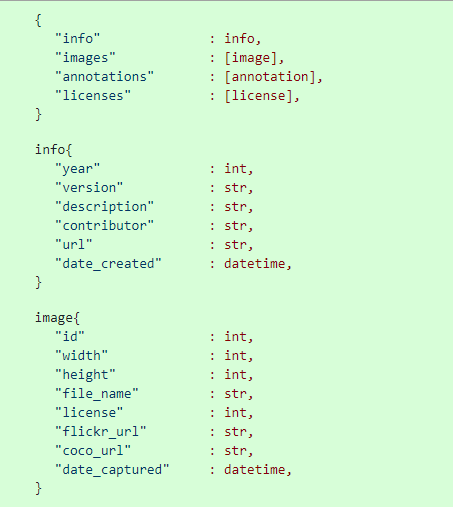 {
"info" : info,
"images" : [image],
"annotations" : [annotation],
"licenses" : [license],
}
info{
"year" : int,
"version" : str,
"description" : str,
"contributor" : str,
"url" : str,
"date_created" : datetime,
}
image{
"id" : int,
"width" : int,
"height" : int,
"file_name" : str,
"license" : int,
"flickr_url" : str,
"coco_url" : str,
"date_captured" : datetime,
}